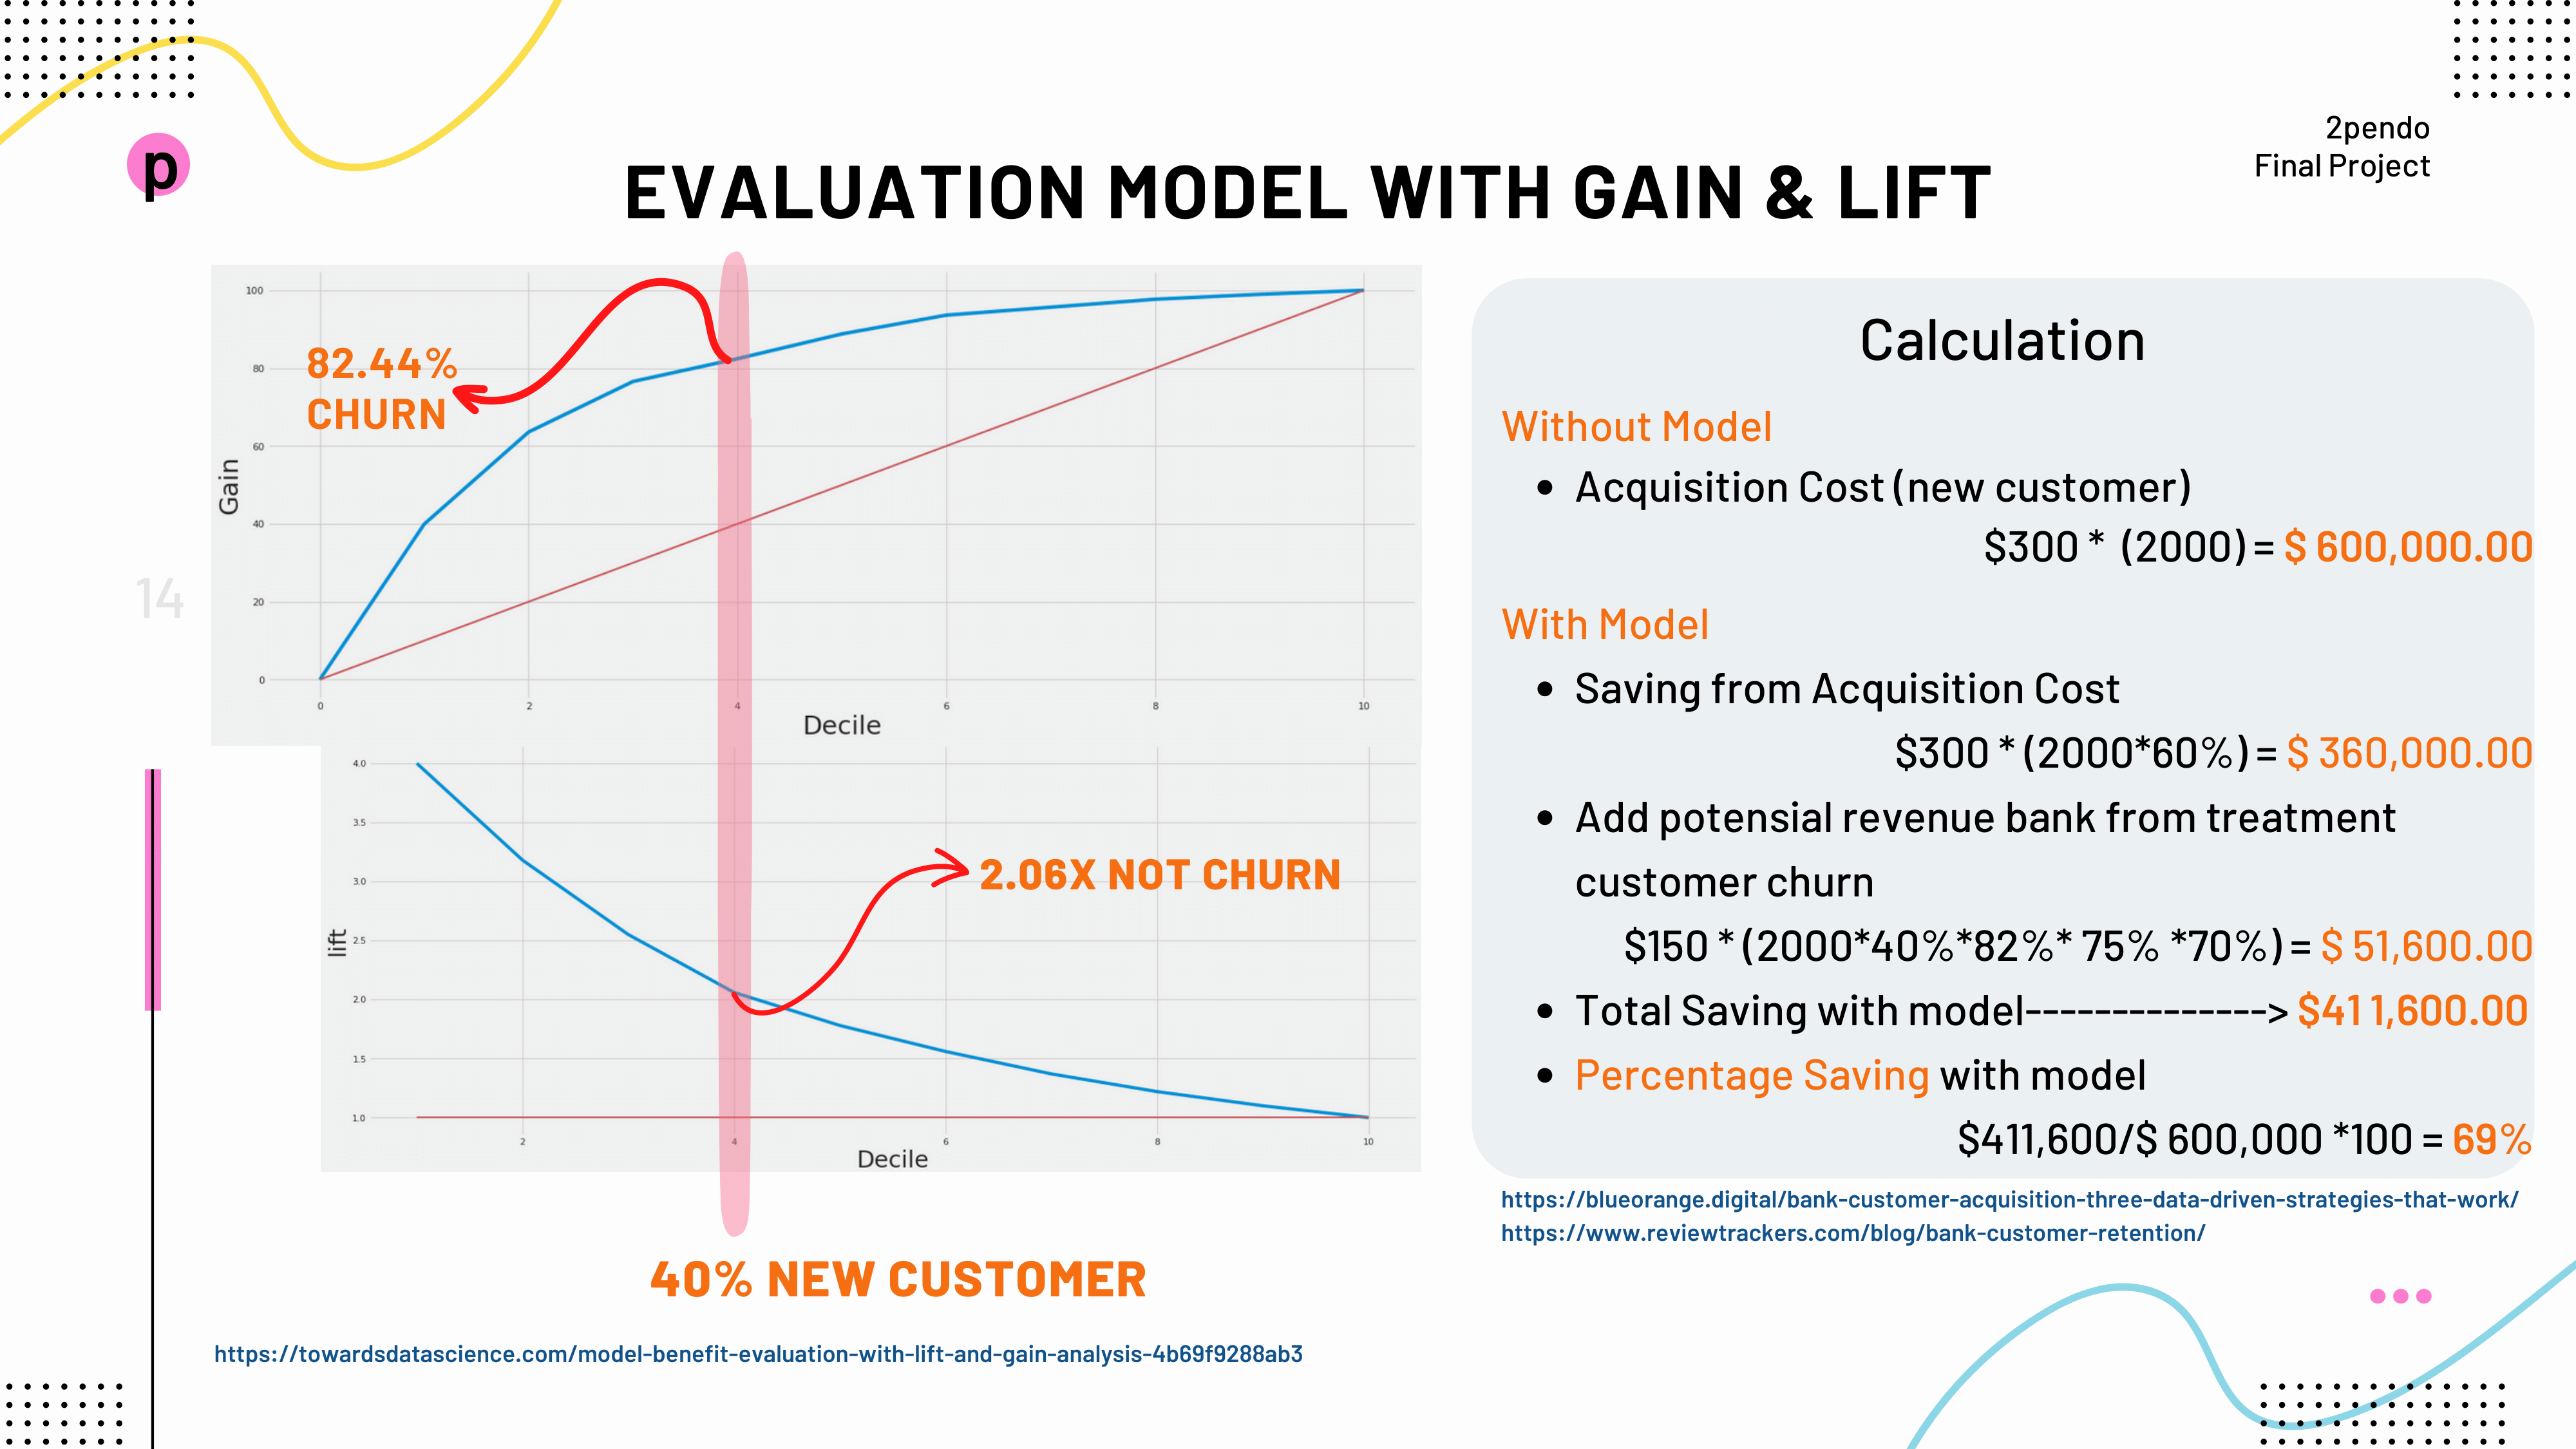 p
2pendo
Final Project
EVALUATION MODEL WITH GAIN & LIFT
14
100
80
60
40
20
0
Gain
82.44%
CHURN
0 2 4 6 8 10
Decile
4.0
3.5
3.0
2.5
2.0
1.5
1.0
lift
2.06X NOT CHURN
2 4 6 8 10
Decile
40% NEW CUSTOMER
https://towardsdatascience.com/model-benefit-evaluation-with-lift-and-gain-analysis-4b69f9288ab3
Calculation
Without Model
• Acquisition Cost (new customer)
$300 * (2000) = $ 600,000.00
With Model
• Saving from Acquisition Cost
$300 * (2000*60%) = $ 360,000.00
• Add potensial revenue bank from treatment
customer churn
$150 * (2000*40%*82%* 75% *70%) = $ 51,600.00
• Total Saving with model--------------> $411,600.00
• Percentage Saving with model
$411,600/$ 600,000 *100 = 69%
https://blueorange.digital/bank-customer-acquisition-three-data-driven-strategies-that-work/
https://www.reviewtrackers.com/blog/bank-customer-retention/